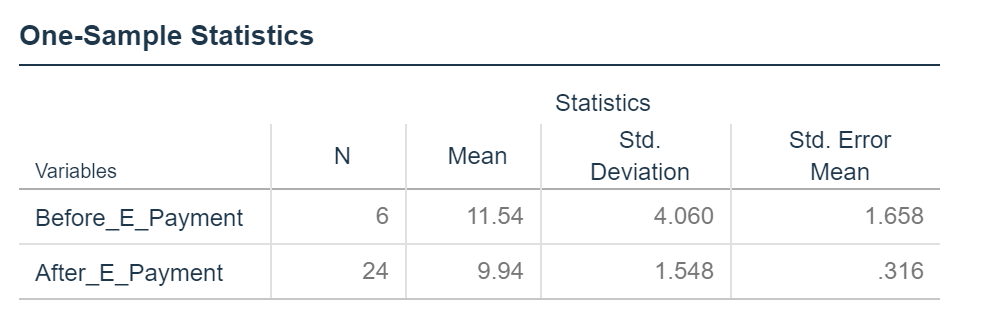 One-Sample Statistics
Statistics
Variables N Mean Std. Deviation Std. Error Mean
Before_E_Payment 6 11.54 4.060 1.658
After_E_Payment 24 9.94 1.548 .316